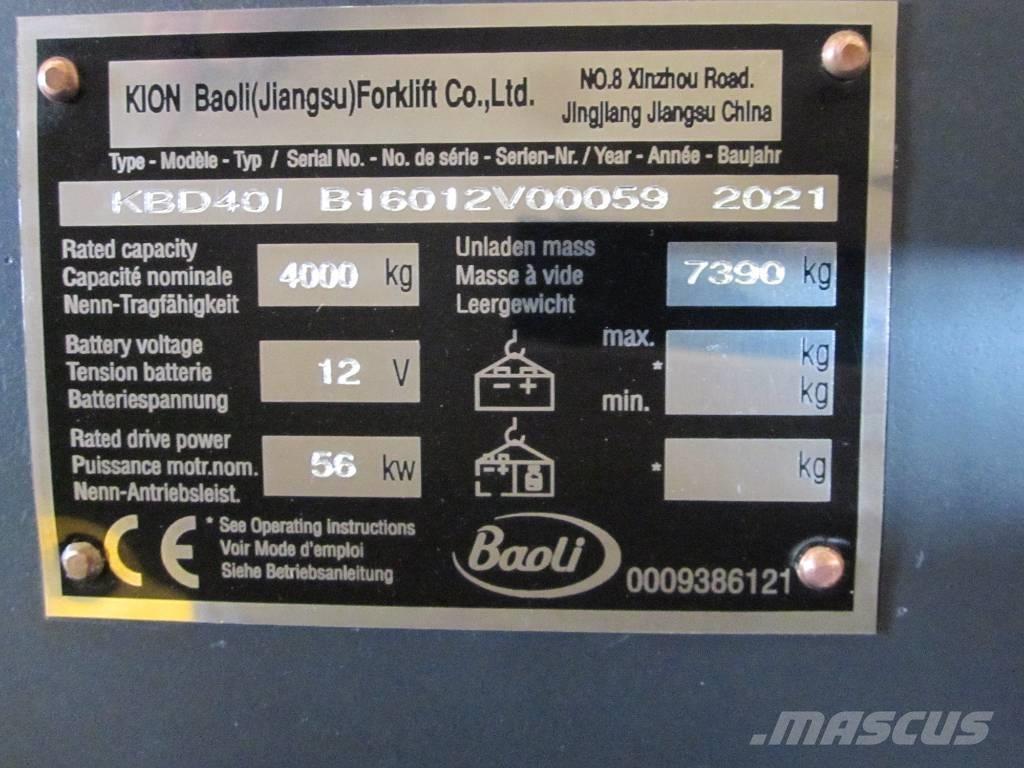 KION Baoli(Jiangsu)Forklift Co.,Ltd.
NO.8 Xinzhou Road.
Jingjiang Jiangsu China
Type - Modèle - Typ / Serial No. - No. de série - Serien-Nr. / Year - Année - Baujahr
KBD40/ B16012V00059 2021
Rated capacity
Capacité nominale
Nenn-Tragfähigkeit
4000 kg
Unladen mass
Masse à vide
Leergewicht
7390 kg
Battery voltage
Tension batterie
Batteriespannung
12 V
- +
max. kg
*
min. kg
Rated drive power
Puissance motr.nom.
Nenn-Antriebsleist.
56 kw
- +
* kg
CE
* See Operating instructions
Voir Mode d'emploi
Siehe Betriebsanleitung
Baoli
0009386121
.MASCUS